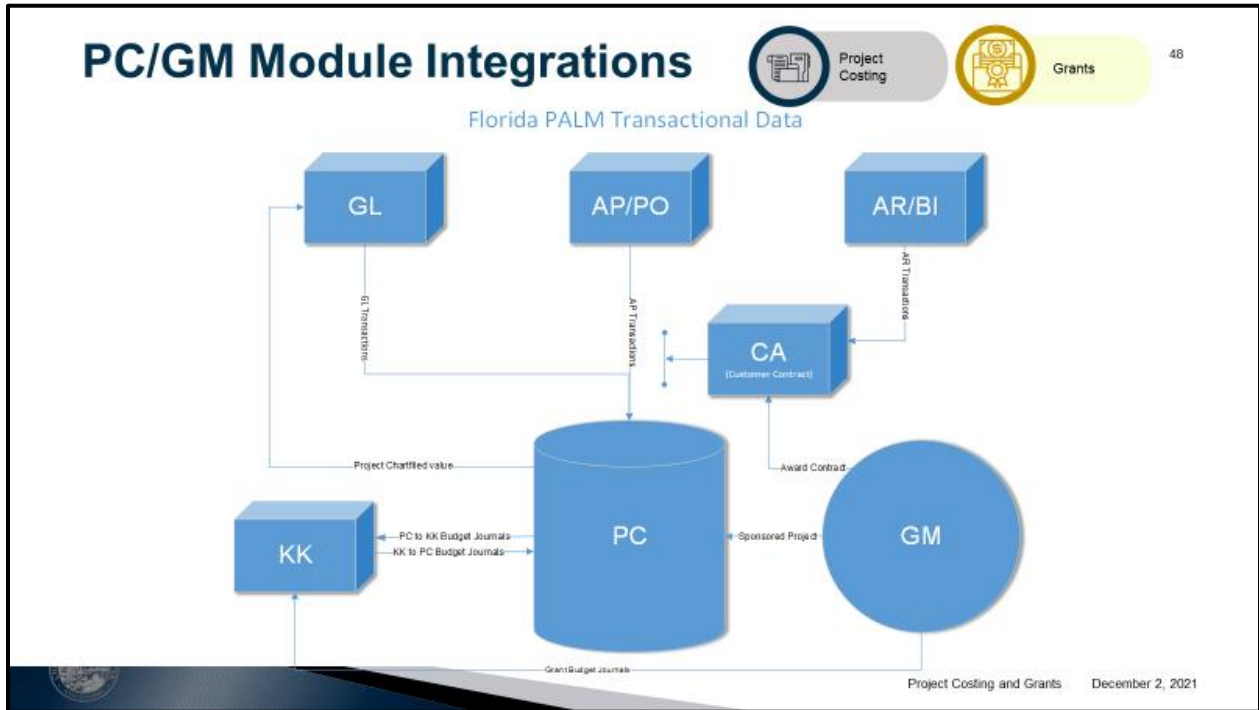 PC/GM Module Integrations
Project
Costing
Grants
48
Florida PALM Transactional Data
GL
AP/PO
AR/BI
GL Transactions
AP Transactions
AR Transactions
CA
(Customer Contract)
Project Chartfiled value
Award Contract
KK
PC to KK Budget Journals
KK to PC Budget Journals
PC
Sponsored Project
GM
Grant Budget Journals
Project Costing and Grants
December 2, 2021